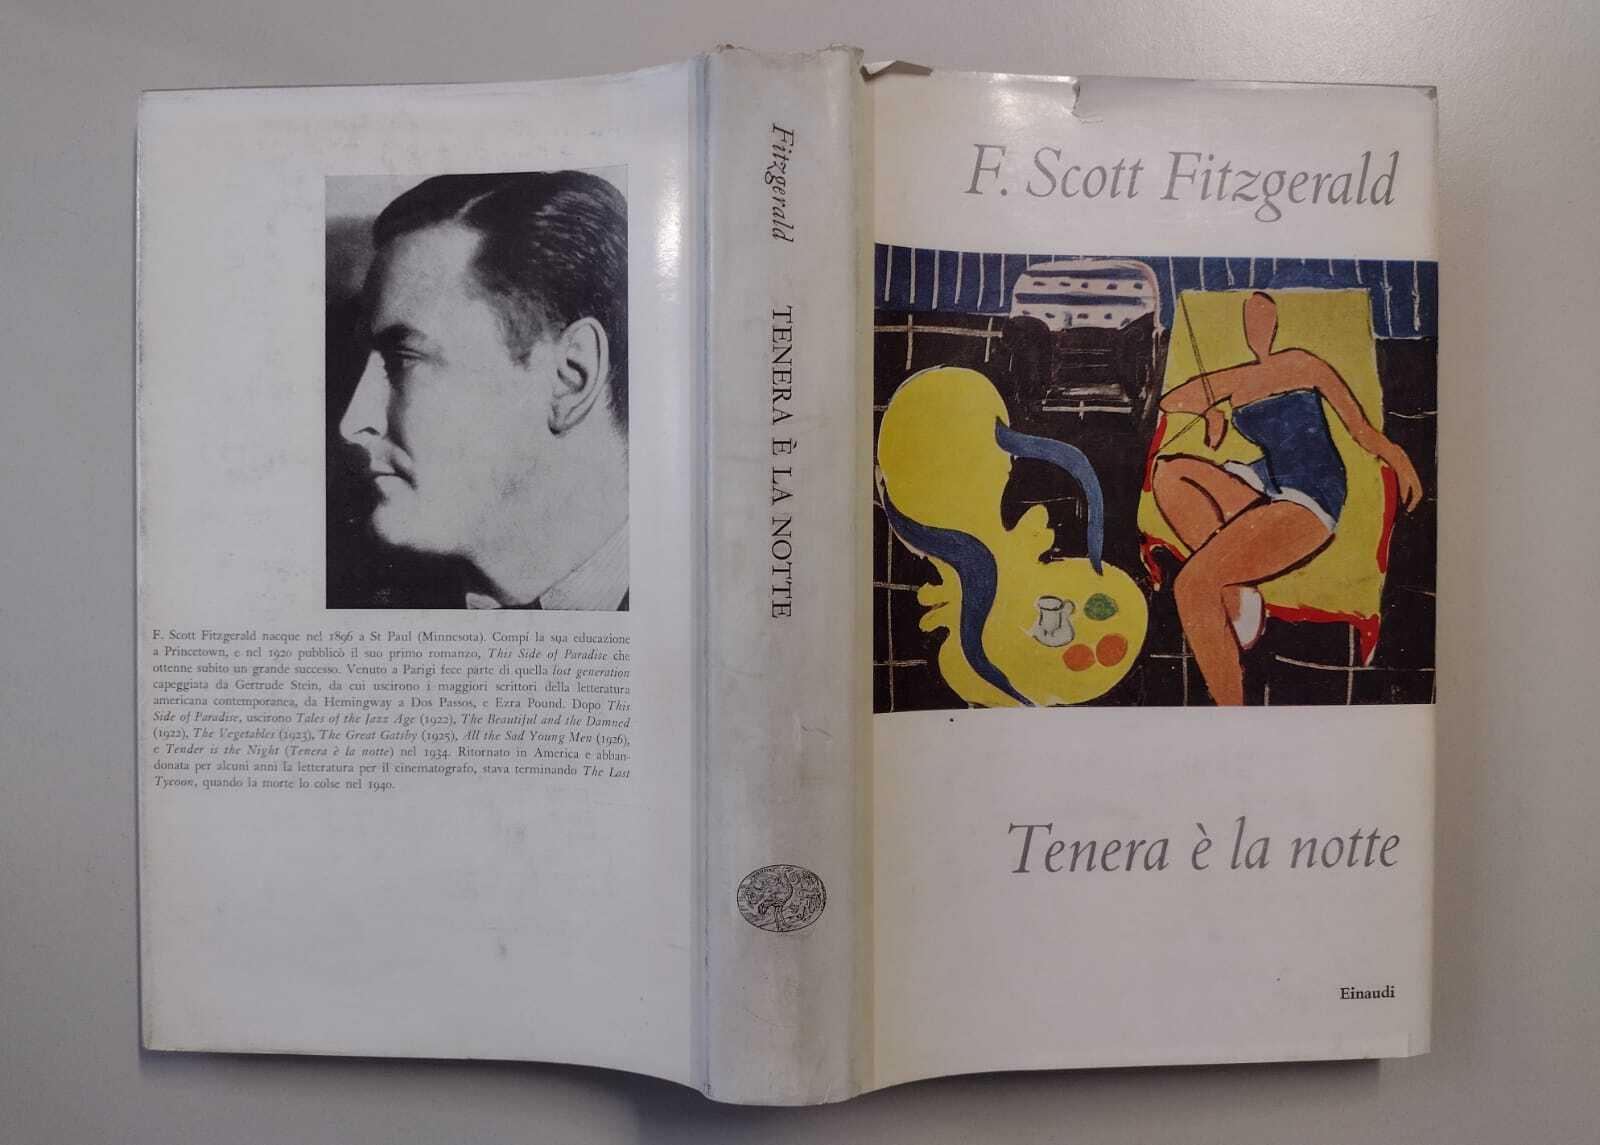 F. Scott Fitzgerald nacque nel 1896 a St Paul (Minnesota). Compí la sua educazione
a Princetown, e nel 1920 pubblicò il suo primo romanzo, This Side of Paradise che
ottenne subito un grande successo. Venuto a Parigi fece parte di quella lost generation
capeggiata da Gertrude Stein, da cui uscirono i maggiori scrittori della letteratura
americana contemporanea, da Hemingway a Dos Passos, e Ezra Pound. Dopo This
Side of Paradise, uscirono Tales of the Jazz Age (1922), The Beautiful and the Damned
(1922), The Vegetables (1923), The Great Gatsby (1925), All the Sad Young Men (1926),
e Tender is the Night (Tenera è la notte) nel 1934. Ritornato in America e abban-
donata per alcuni anni la letteratura per il cinematografo, stava terminando The Last
Tycoon, quando la morte lo colse nel 1940.
Fitzgerald TENERA È LA NOTTE
F. Scott Fitzgerald
Tenera è la notte
Einaudi